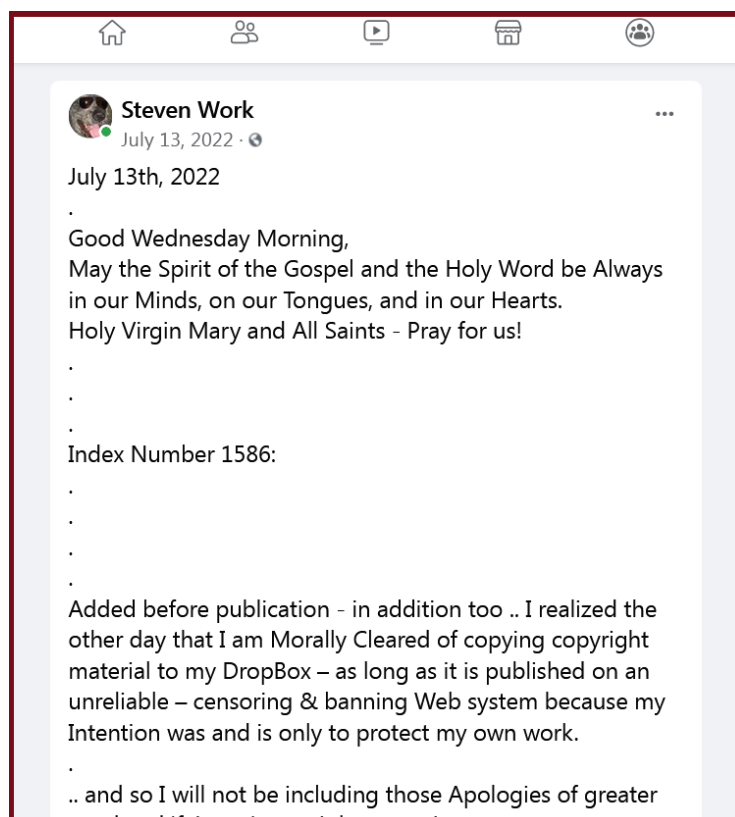 Steven Work
July 13, 2022 ·
July 13th, 2022
.
Good Wednesday Morning,
May the Spirit of the Gospel and the Holy Word be Always
in our Minds, on our Tongues, and in our Hearts.
Holy Virgin Mary and All Saints - Pray for us!
.
.
.
Index Number 1586:
.
.
.
.
Added before publication - in addition too .. I realized the
other day that I am Morally Cleared of copying copyright
material to my DropBox – as long as it is published on an
unreliable – censoring & banning Web system because my
Intention was and is only to protect my own work.
.
.. and so I will not be including those Apologies of greater